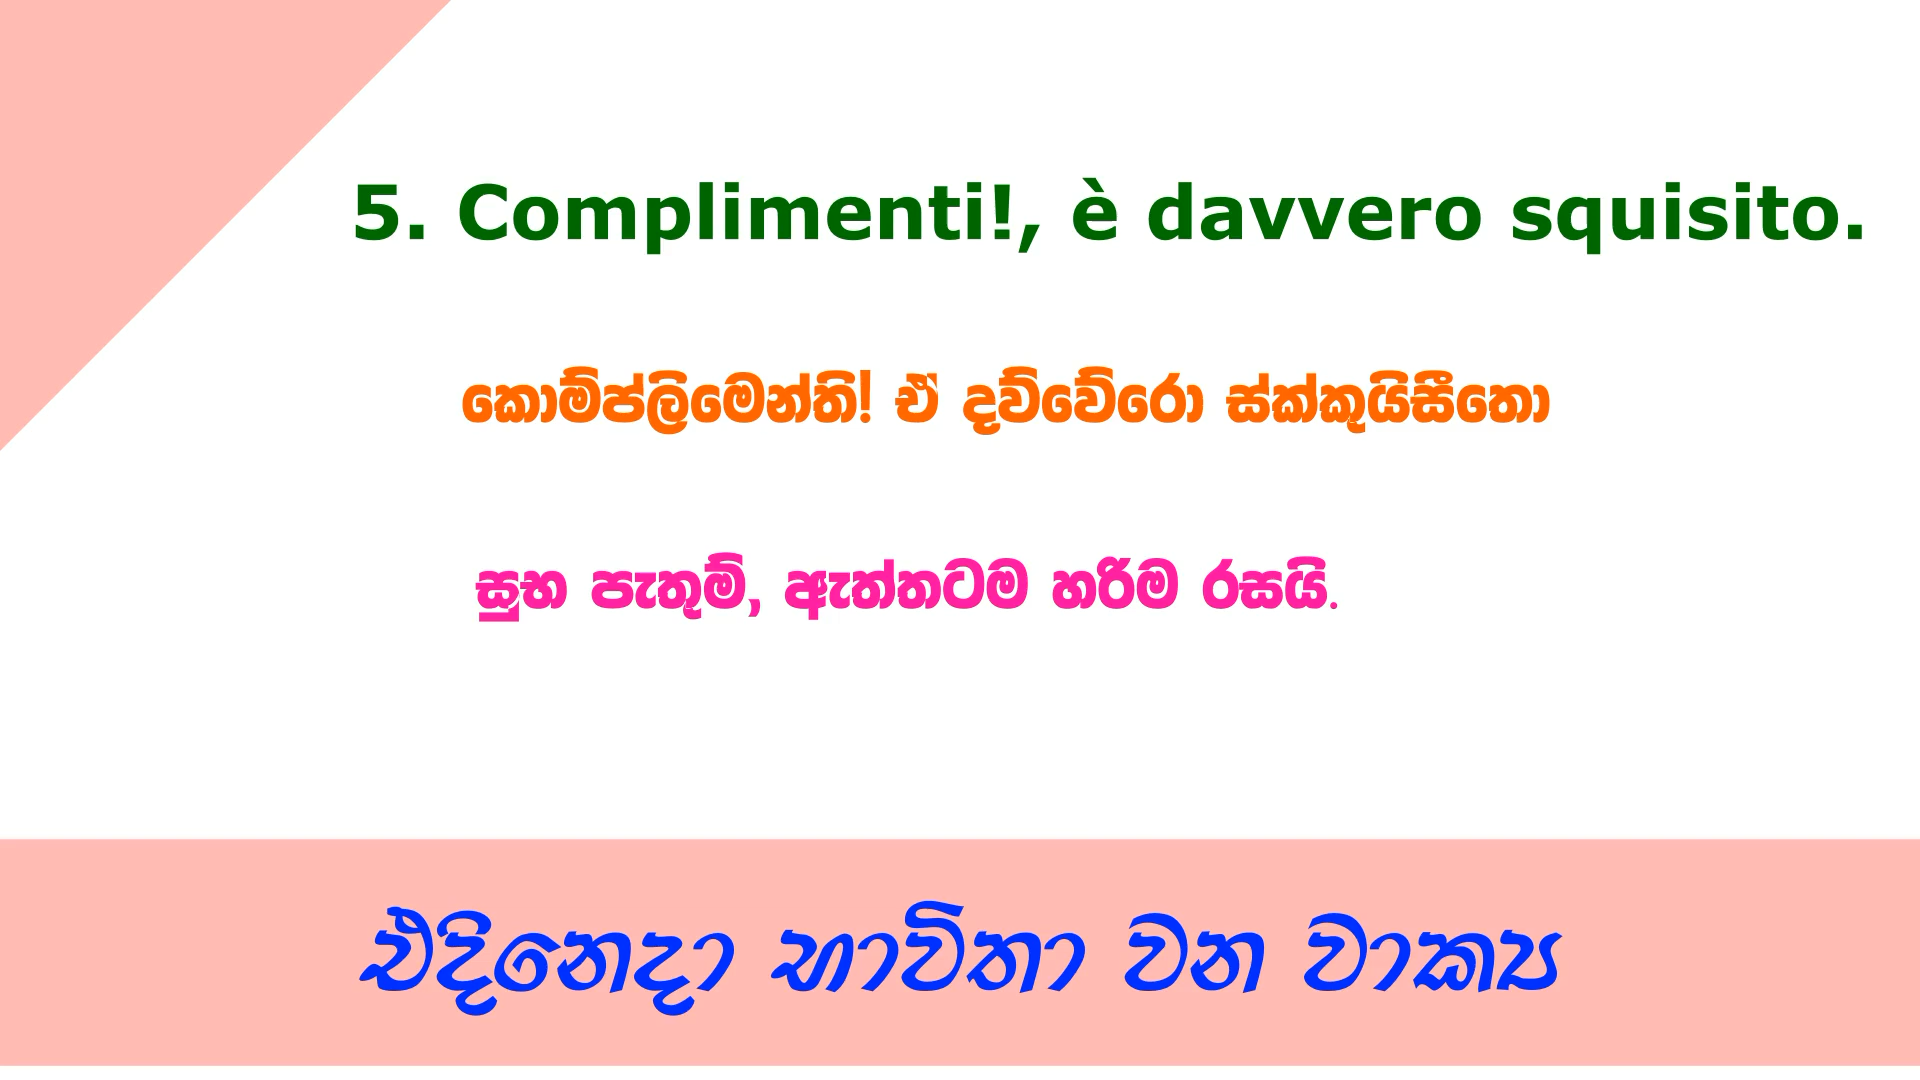 5. Complimenti!, è davvero squisito.
කොම්ප්ලිමෙන්ති! ඒ දව්වේරො ස්ක්කුයිසීතො
සුභ පැතුම්, ඇත්තටම හරිම රසයි.
එදිනෙදා භාවිතා වන වාක්‍ය